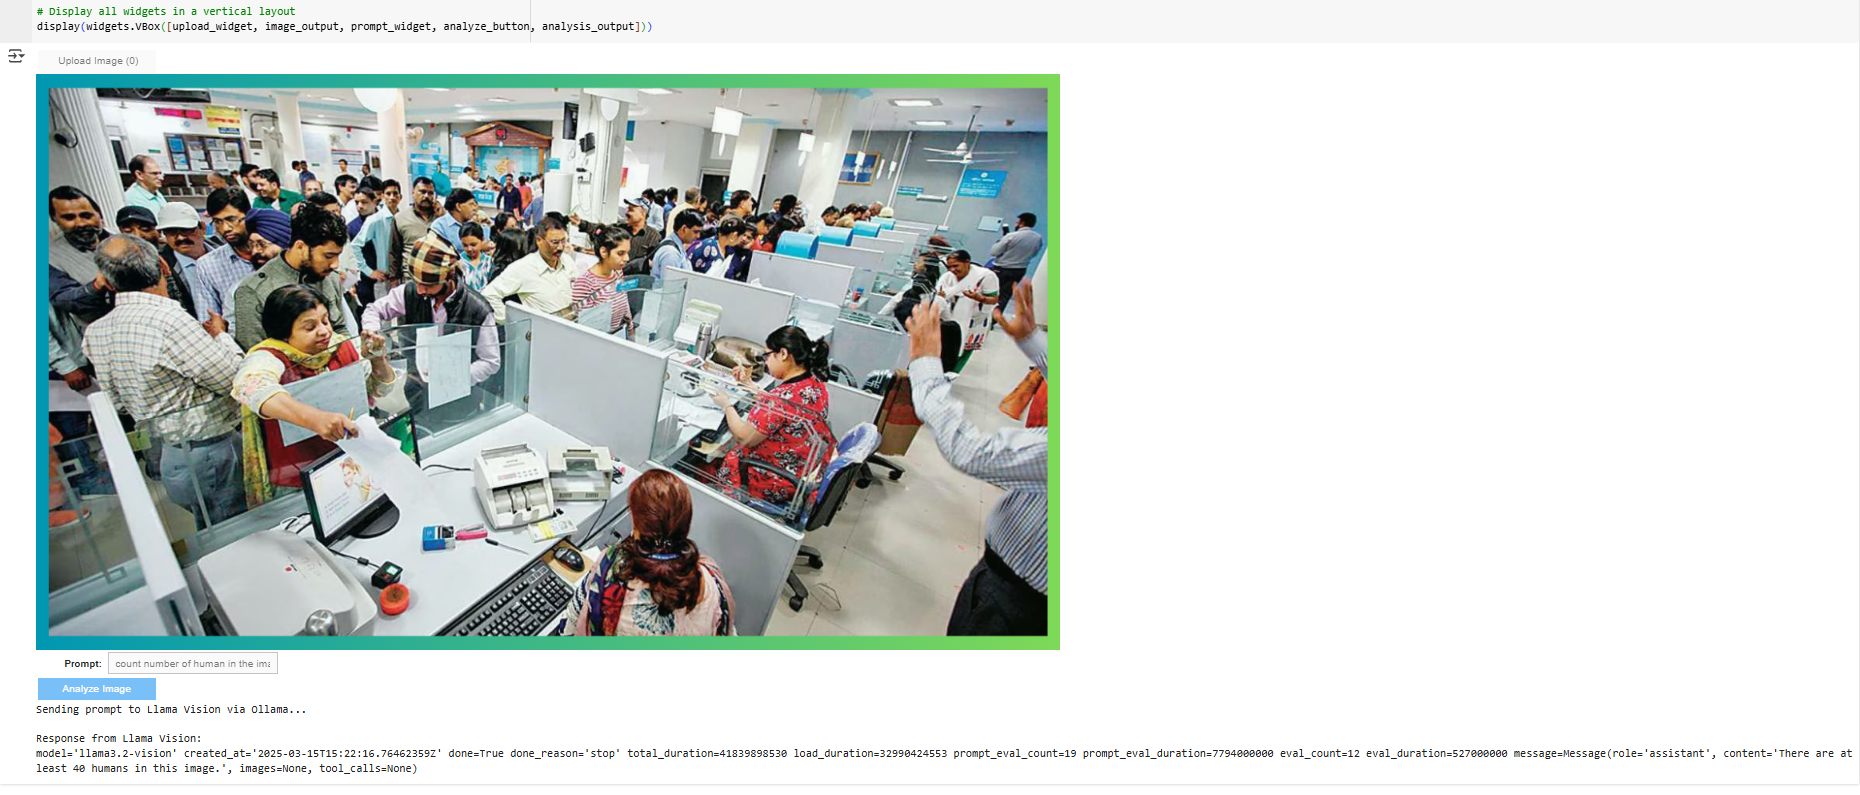 # Display all widgets in a vertical layout
display(widgets.VBox([upload_widget, image_output, prompt_widget, analyze_button, analysis_output]))
Upload Image (0)
Prompt: count number of human in the ima
Analyze Image
Sending prompt to Llama Vision via Ollama...
Response from Llama Vision:
model='llama3.2-vision' created_at='2025-03-15T15:22:16.76462359Z' done=True done_reason='stop' total_duration=41839898530 load_duration=32990424553 prompt_eval_count=19 prompt_eval_duration=7794000000 eval_count=12 eval_duration=527000000 message=Message(role='assistant', content='There are at
least 40 humans in this image.', images=None, tool_calls=None)